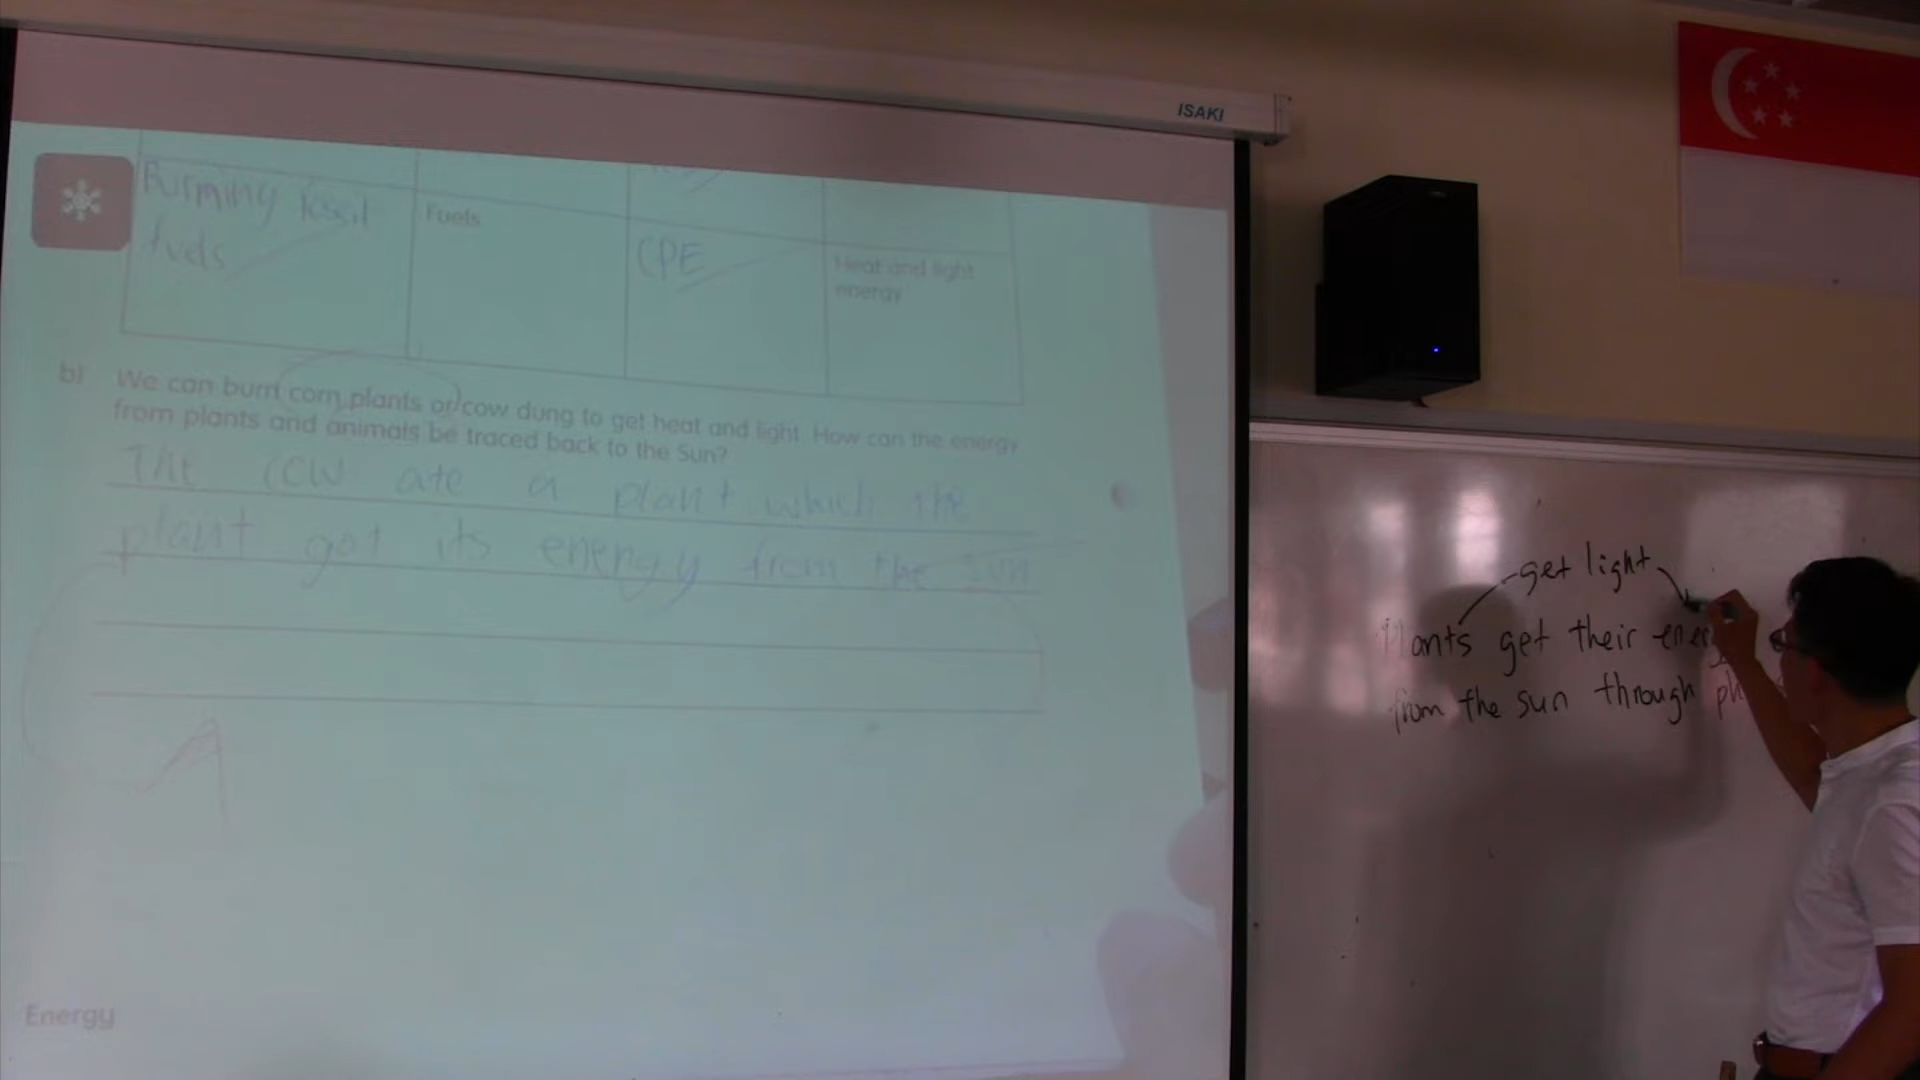 ISAKI
Burning fossil
fuels
Fuels
CPE
Heat and light
energy
b) We can burn corn plants or cow dung to get heat and light. How can the energy
from plants and animals be traced back to the Sun?
The cow ate a plant which the
plant got its energy from the sun
Energy
get light
Plants get their
from the sun through